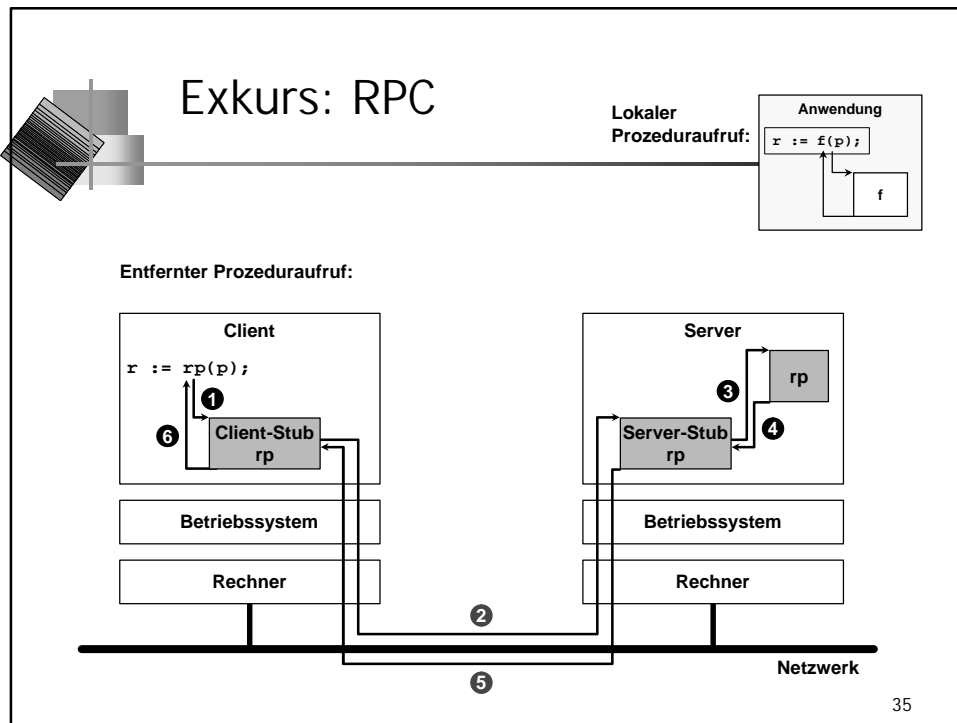 Exkurs: RPC
Lokaler
Prozeduraufruf:
Anwendung
r := f(p);
f
Entfernter Prozeduraufruf:
Client
r := rp(p);
1
6
Client-Stub
rp
Betriebssystem
Rechner
Server
rp
3
4
Server-Stub
rp
Betriebssystem
Rechner
2
5
Netzwerk
35